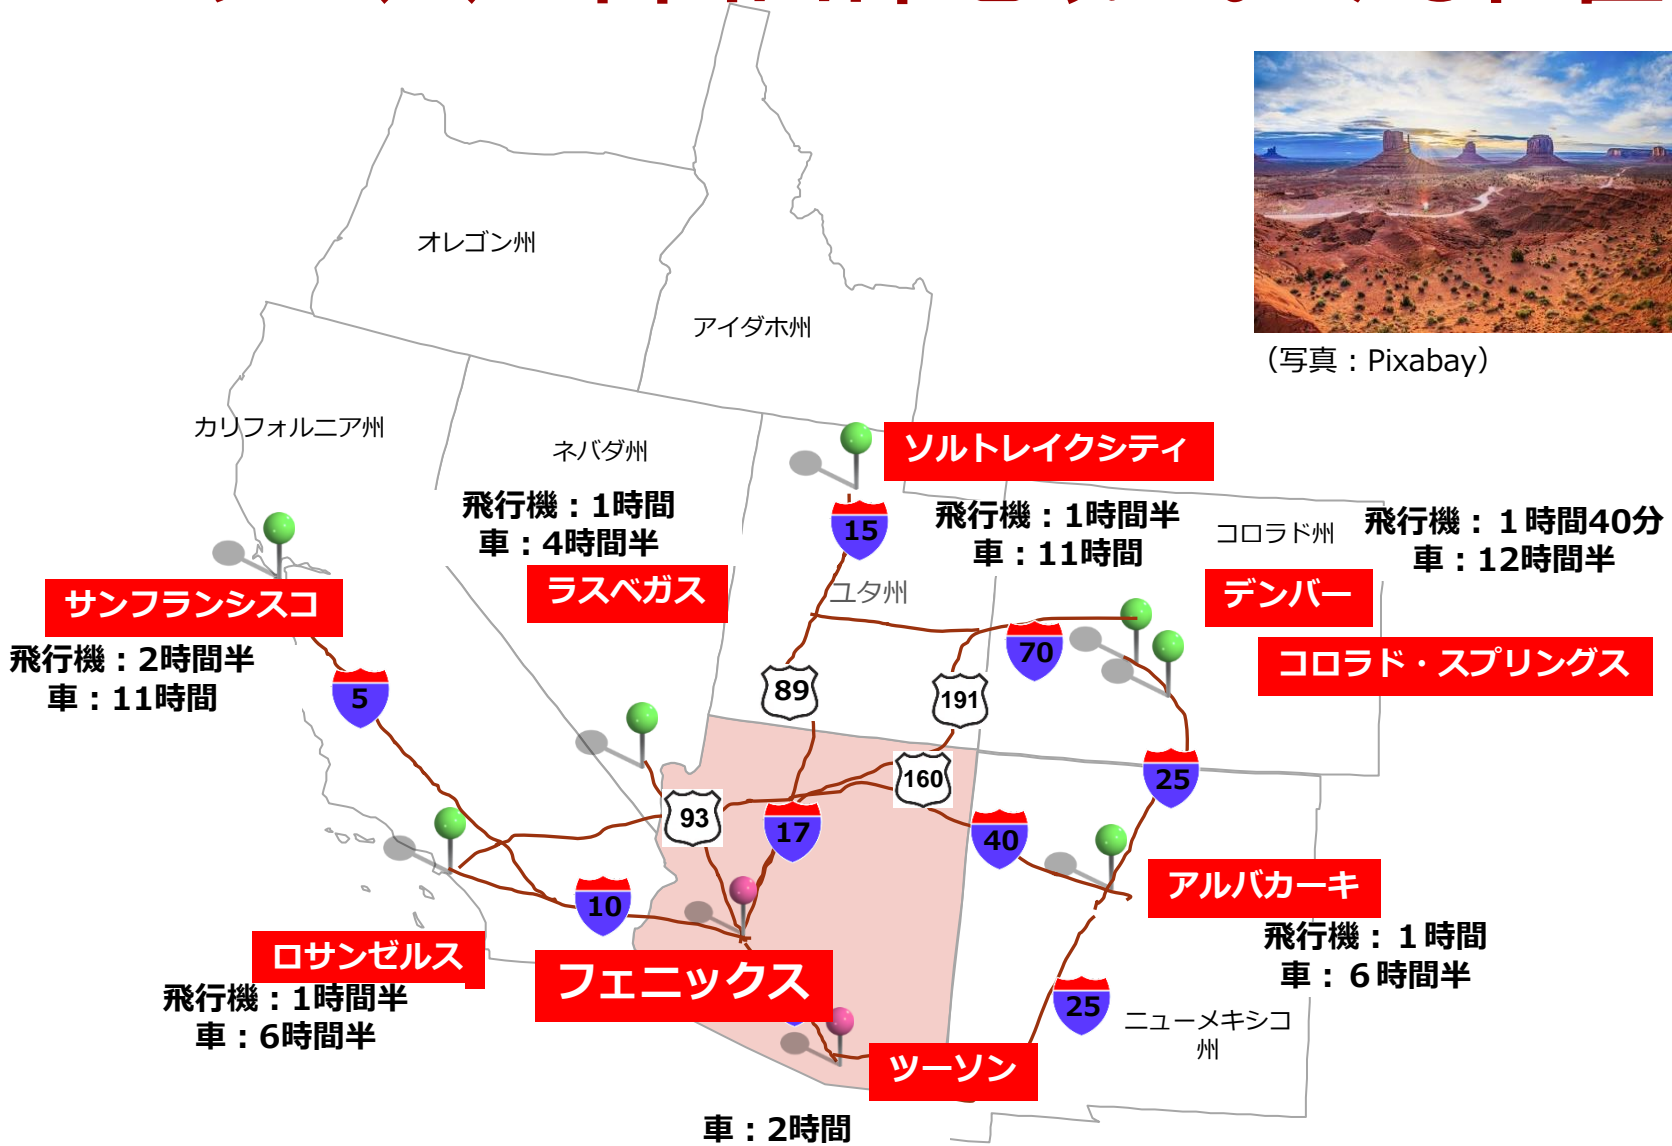 オレゴン州
アイダホ州
（写真：Pixabay）
カリフォルニア州
ネバダ州
ソルトレイクシティ
飛行機：1時間
車：4時間半
15
飛行機：1時間半
車：11時間
コロラド州
飛行機：１時間40分
車：12時間半
ラスベガス
ユタ州
デンバー
サンフランシスコ
飛行機：2時間半
車：11時間
5
70
コロラド・スプリングス
89
191
160
25
93
17
40
10
アルバカーキ
飛行機：１時間
車：６時間半
ロサンゼルス
飛行機：1時間半
車：6時間半
フェニックス
25
ニューメキシコ
州
ツーソン
車：2時間